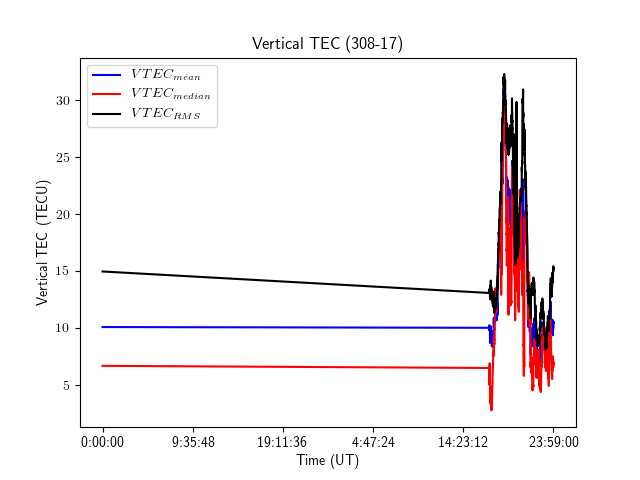 Vertical TEC (308-17)
VTEC_mean
VTEC_median
VTEC_RMS
30
25
20
15
10
5
Vertical TEC (TECU)
0:00:00 9:35:48 19:11:36 4:47:24 14:23:12 23:59:00
Time (UT)